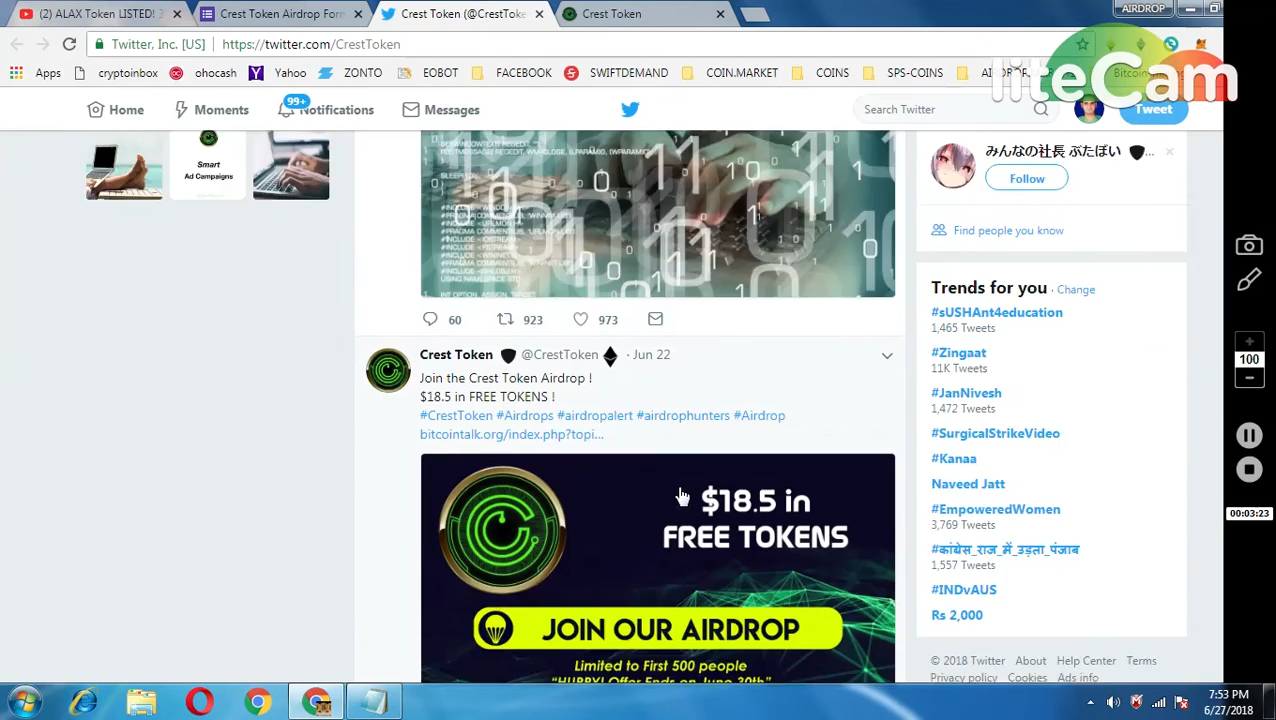 (2) ALAX Token LISTED! 3
Crest Token Airdrop Form
Crest Token (@CrestToke
Crest Token
AIRDROP
Twitter, Inc. [US]
https://twitter.com/CrestToken
Apps
cryptoinbox
ohocash
Yahoo
EOBOT
FACEBOOK
SWIFTDEMAND
COIN.MARKET
COINS
SPS-COINS
liteCam
Home
Moments
99+
Notifications
Messages
Search Twitter
Tweet
Smart
Ad Campaigns
みんなの社長 ぷたぽい
Follow
Find people you know
60
923
973
Crest Token @CrestToken · Jun 22
Join the Crest Token Airdrop !
$18.5 in FREE TOKENS !
#CrestToken #Airdrops #airdropalert #airdrophunters #Airdrop
bitcointalk.org/index.php?topi...
$18.5 in
FREE TOKENS
JOIN OUR AIRDROP
Limited to First 500 people
Trends for you · Change
#sUSHAnt4education
1,465 Tweets
#Zingaat
11K Tweets
#JanNivesh
1,472 Tweets
#SurgicalStrikeVideo
#Kanaa
Naveed Jatt
#EmpoweredWomen
3,769 Tweets
#कांग्रेस_राज_में_उड़ता_पंजाब
1,557 Tweets
#INDvAUS
Rs 2,000
© 2018 Twitter About Help Center Terms
Privacy policy Cookies Ads info
100
00:03:23
7:53 PM
6/27/2018